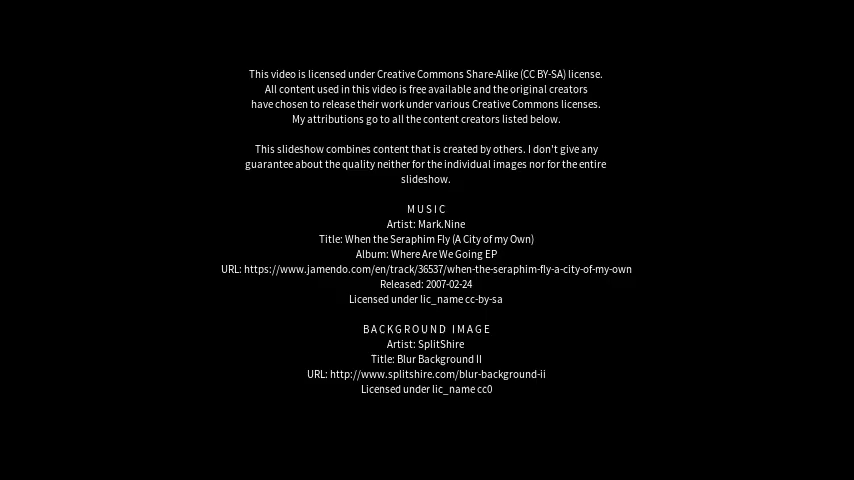 This video is licensed under Creative Commons Share-Alike (CC BY-SA) license.
All content used in this video is free available and the original creators
have chosen to release their work under various Creative Commons licenses.
My attributions go to all the content creators listed below.
This slideshow combines content that is created by others. I don't give any
guarantee about the quality neither for the individual images nor for the entire
slideshow.
M U S I C
Artist: Mark.Nine
Title: When the Seraphim Fly (A City of my Own)
Album: Where Are We Going EP
URL: https://www.jamendo.com/en/track/36537/when-the-seraphim-fly-a-city-of-my-own
Released: 2007-02-24
Licensed under lic_name cc-by-sa
B A C K G R O U N D   I M A G E
Artist: SplitShire
Title: Blur Background II
URL: http://www.splitshire.com/blur-background-ii
Licensed under lic_name cc0